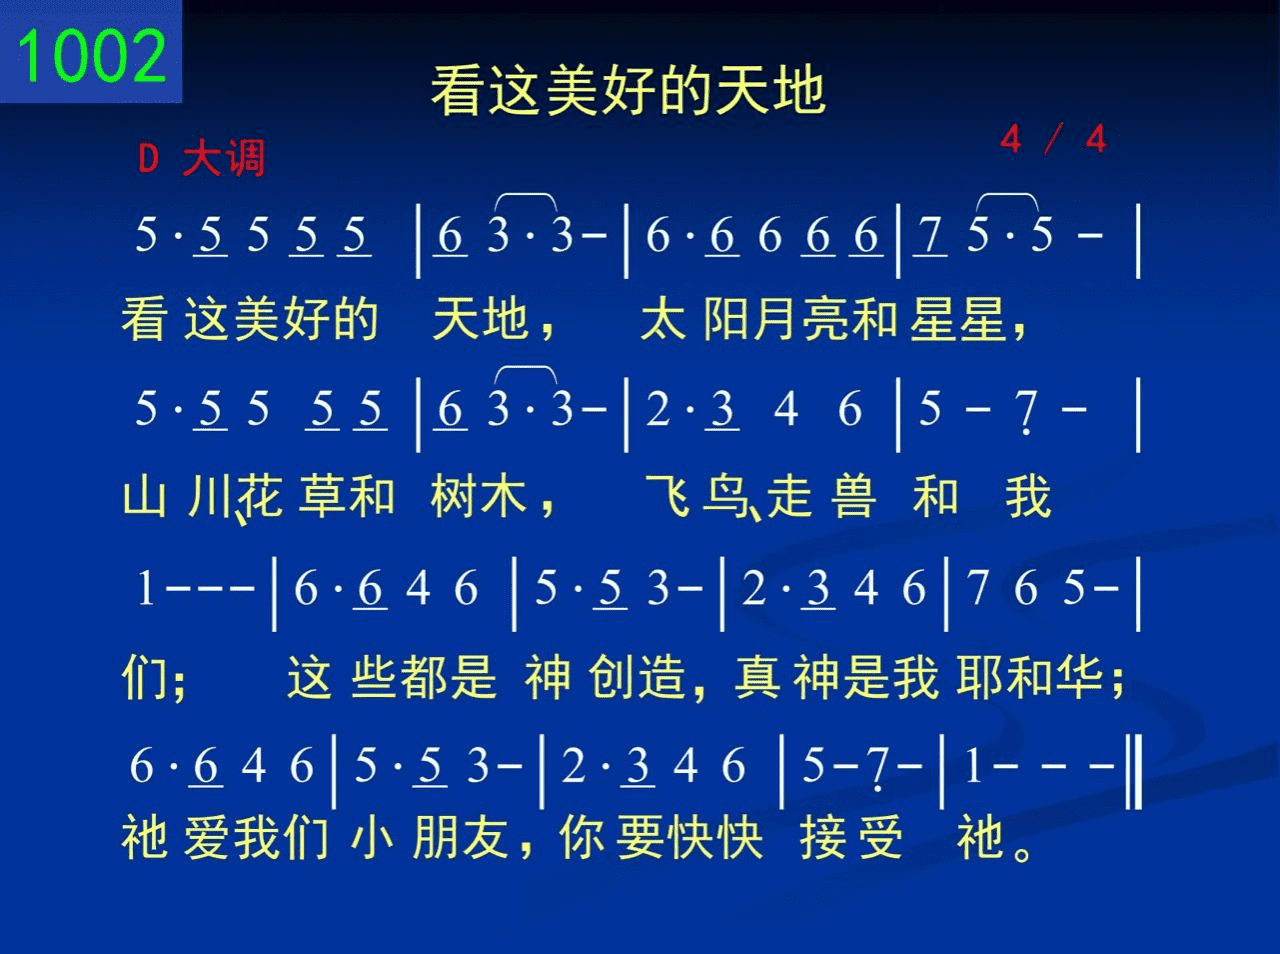 1002
看这美好的天地
D 大调
4 / 4
5 · 5 5 5 5 | 6 3 · 3 – | 6 · 6 6 6 6 | 7 5 · 5 – |
看这美好的 天地， 太阳月亮和星星，
5 · 5 5 5 5 | 6 3 · 3 – | 2 · 3 4 6 | 5 – 7̣ – |
山川、花草和 树木， 飞鸟、走兽 和 我
1 – – – | 6 · 6 4 6 | 5 · 5 3 – | 2 · 3 4 6 | 7 6 5 – |
们； 这些都是 神创造，真神是我 耶和华；
6 · 6 4 6 | 5 · 5 3 – | 2 · 3 4 6 | 5 – 7̣ – | 1 – – – ‖
祂爱我们 小朋友，你要快快 接受 祂。